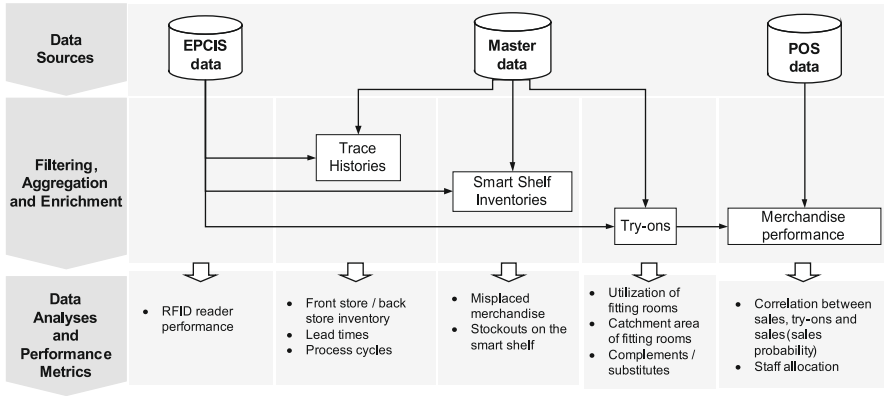 Data
Sources
EPCIS
data
Master
data
POS
data
Filtering,
Aggregation
and Enrichment
Trace
Histories
Smart Shelf
Inventories
Try-ons
Merchandise
performance
Data
Analyses
and
Performance
Metrics
• RFID reader
performance
• Front store / back
store inventory
• Lead times
• Process cycles
• Misplaced
merchandise
• Stockouts on the
smart shelf
• Utilization of
fitting rooms
• Catchment area
of fitting rooms
• Complements /
substitutes
• Correlation between
sales, try-ons and
sales (sales
probability)
• Staff allocation